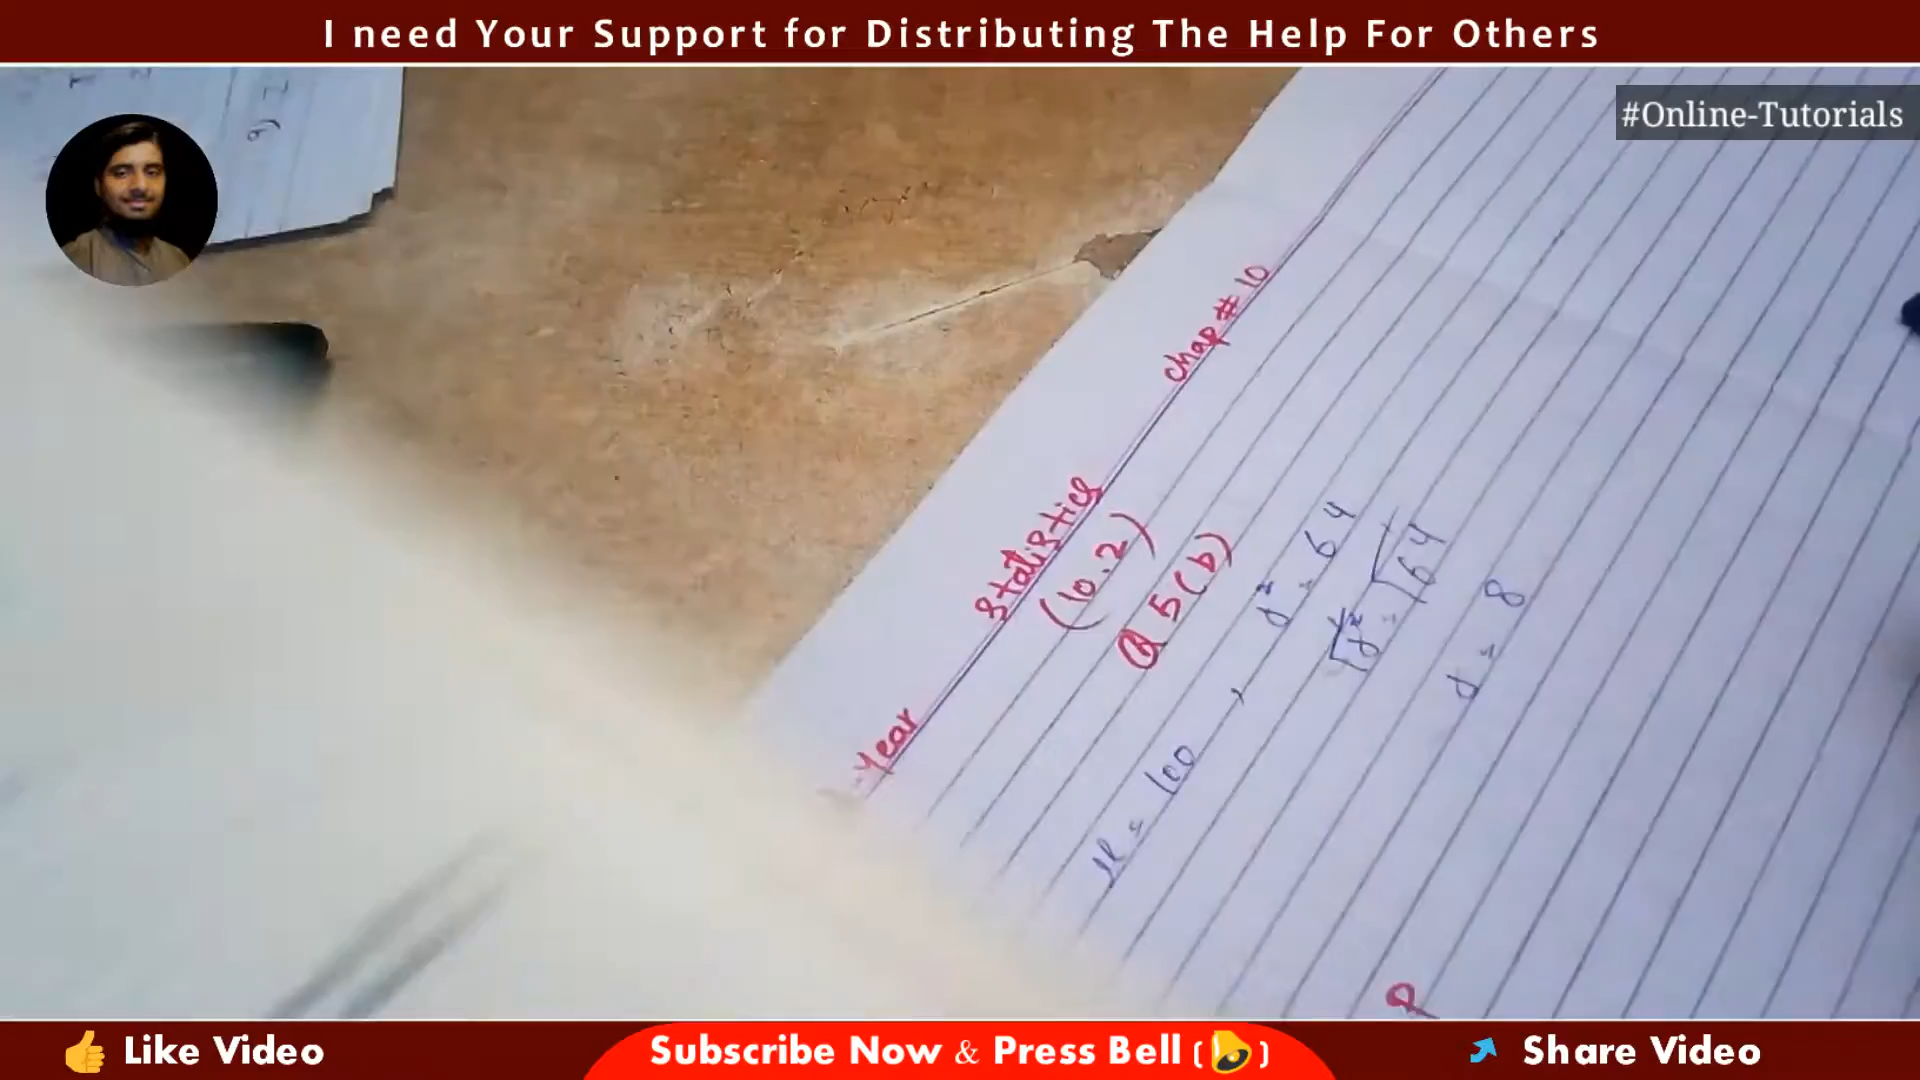 I need Your Support for Distributing The Help For Others
#Online-Tutorials
-Year Statistics Chap # 10
(10.2)
Q 5(b)
μ = 100 , σ² = 64
√σ² = √64
σ = 8
Like Video
Subscribe Now & Press Bell ( )
Share Video